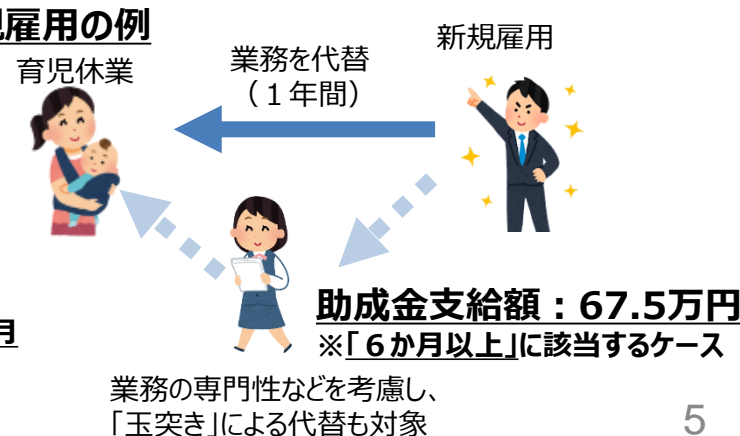 雇用の例
新規雇用
育児休業
業務を代替
（１年間）
助成金支給額：67.5万円
※「６か月以上」に該当するケース
月
業務の専門性などを考慮し、
「玉突き」による代替も対象
5